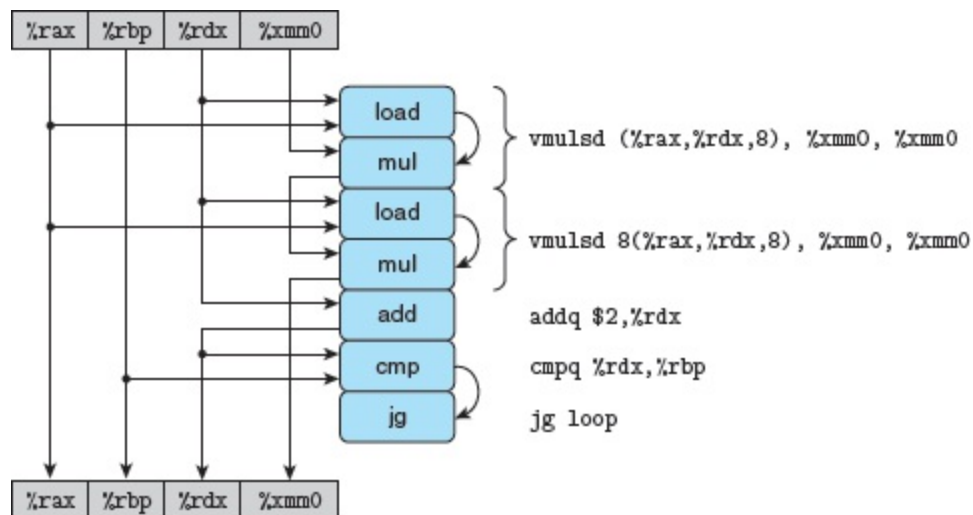 %rax %rbp %rdx %xmm0
load
mul
vmulsd (%rax,%rdx,8), %xmm0, %xmm0
load
mul
vmulsd 8(%rax,%rdx,8), %xmm0, %xmm0
add
addq $2,%rdx
cmp
cmpq %rdx,%rbp
jg
jg loop
%rax %rbp %rdx %xmm0